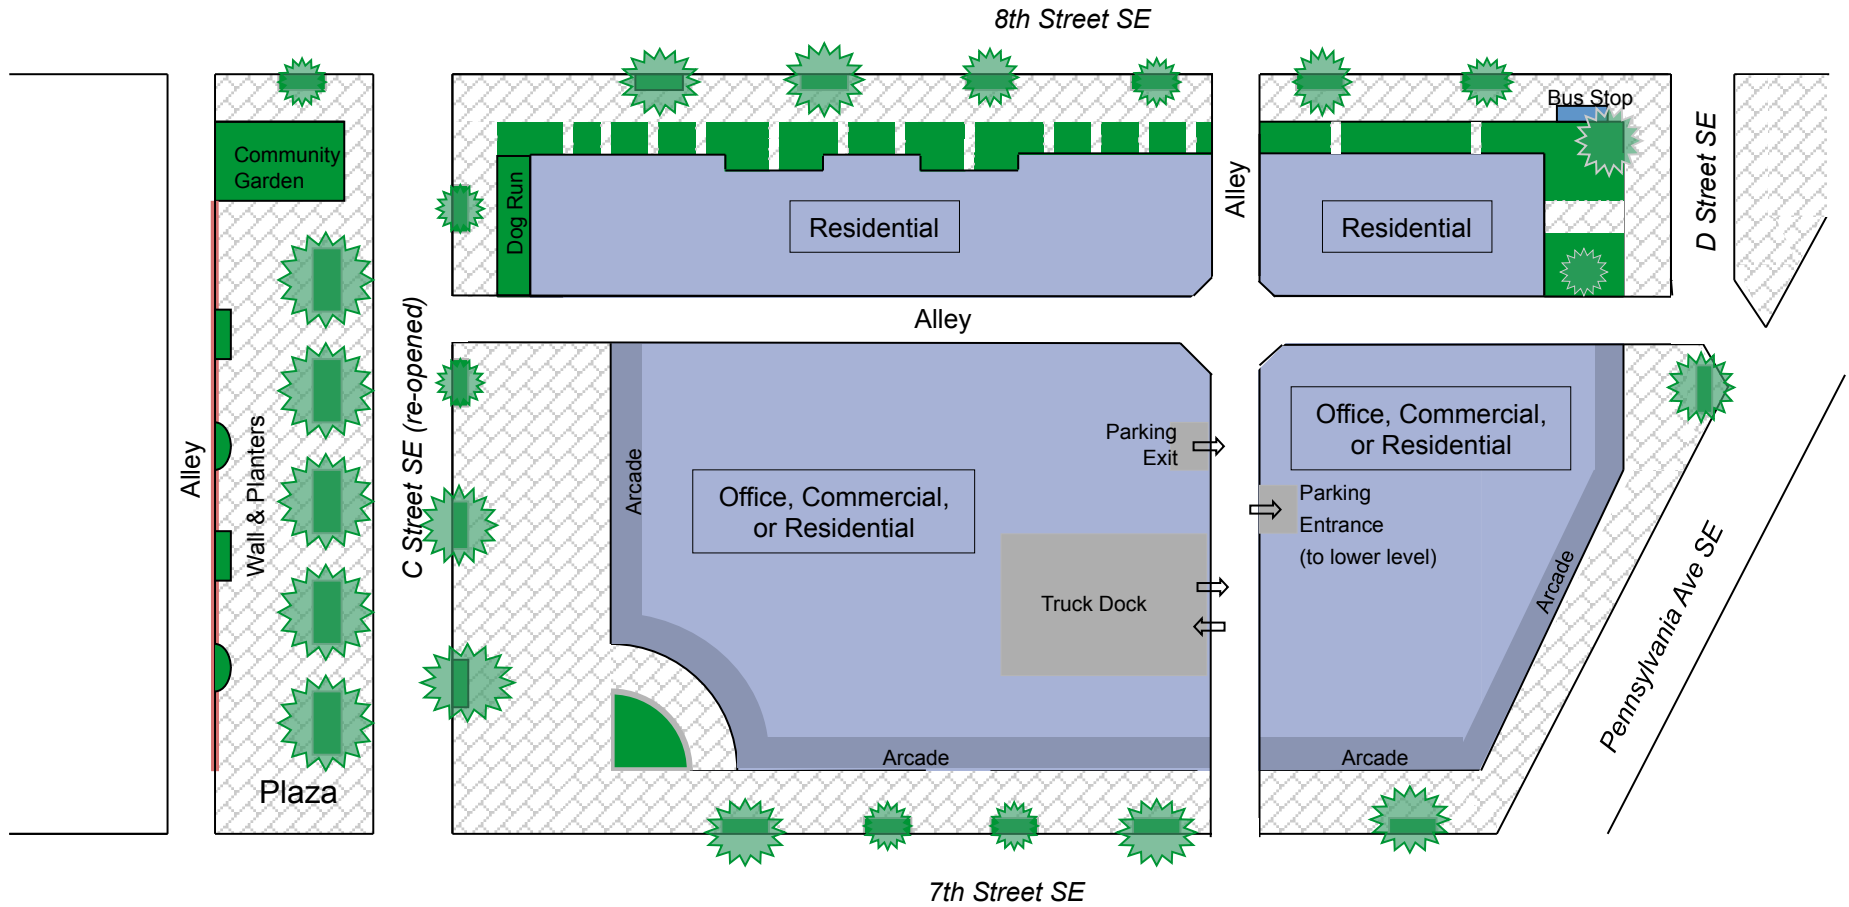 8th Street SE
Bus Stop
Community
Garden
Dog Run
Residential
Alley
Residential
D Street SE
Alley
C Street SE (re-opened)
Alley
Wall & Planters
Arcade
Office, Commercial,
or Residential
Parking
Exit
Office, Commercial,
or Residential
Parking
Entrance
(to lower level)
Truck Dock
Arcade
Pennsylvania Ave SE
Arcade
Arcade
Plaza
7th Street SE